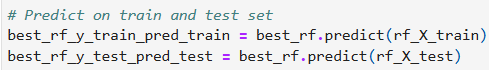 # Predict on train and test set
best_rf_y_train_pred_train = best_rf.predict(rf_X_train)
best_rf_y_test_pred_test = best_rf.predict(rf_X_test)